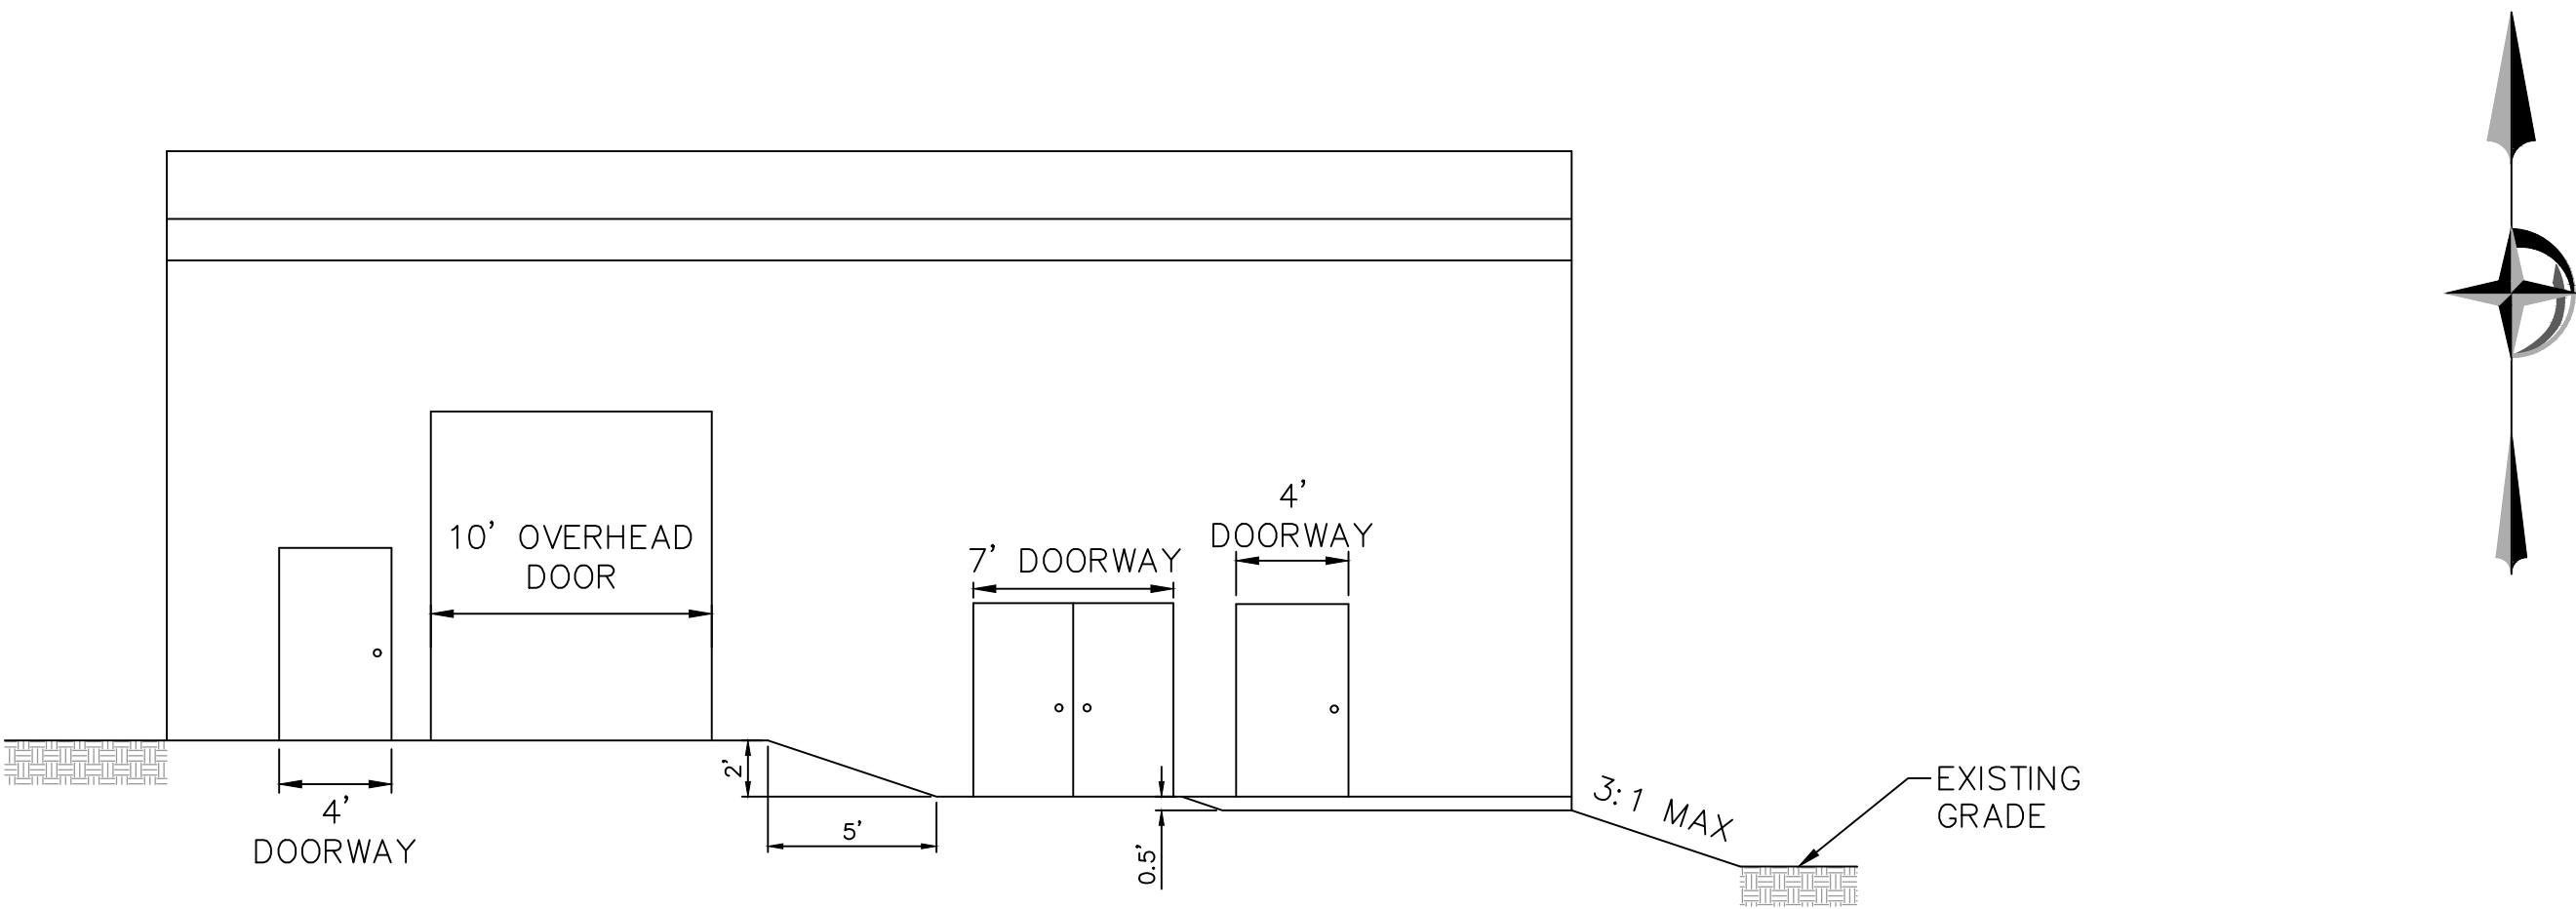 10' OVERHEAD
DOOR
7' DOORWAY
4'
DOORWAY
4'
DOORWAY
2'
5'
0.5'
3:1 MAX
EXISTING
GRADE